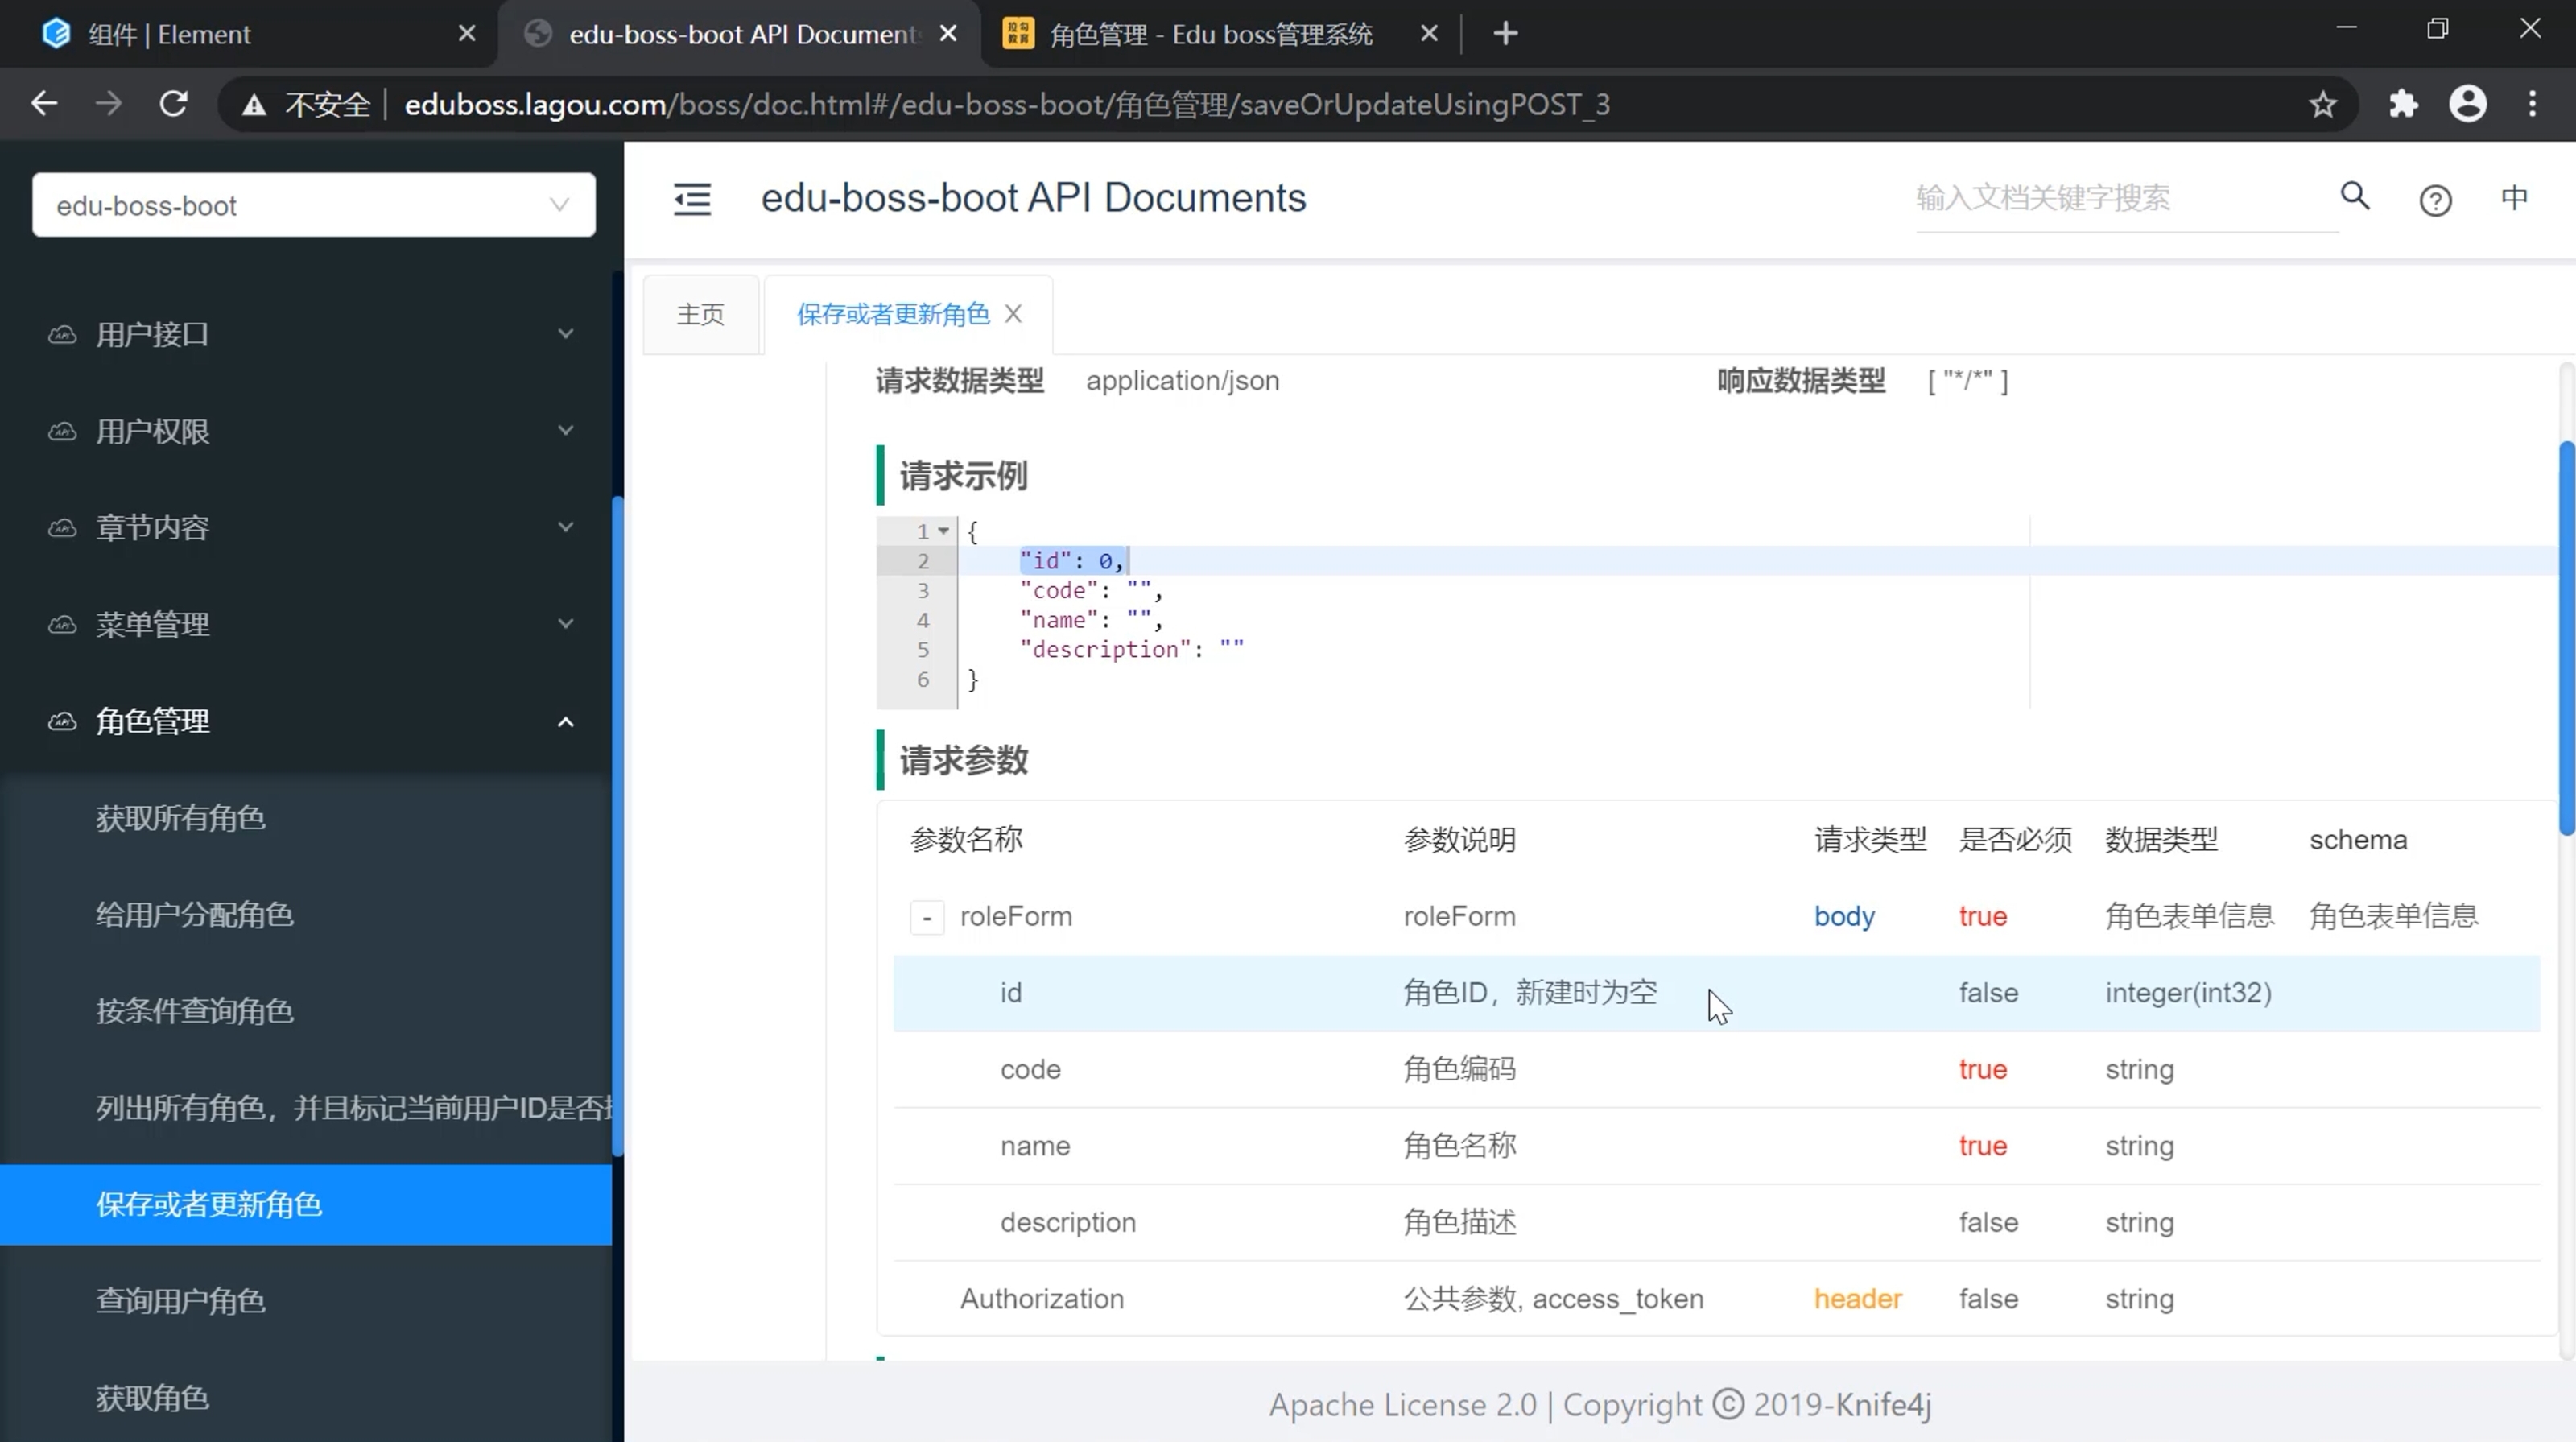 组件 | Element
edu-boss-boot API Document
角色管理 - Edu boss管理系统
不安全
eduboss.lagou.com/boss/doc.html#/edu-boss-boot/角色管理/saveOrUpdateUsingPOST_3
edu-boss-boot
edu-boss-boot API Documents
输入文档关键字搜索
中
用户接口
用户权限
章节内容
菜单管理
角色管理
获取所有角色
给用户分配角色
按条件查询角色
列出所有角色，并且标记当前用户ID是否
保存或者更新角色
查询用户角色
获取角色
主页
保存或者更新角色
请求数据类型 application/json 响应数据类型 [ "*/*" ]
请求示例
1 {
2 "id": 0,
3 "code": "",
4 "name": "",
5 "description": ""
6 }
请求参数
参数名称 参数说明 请求类型 是否必须 数据类型 schema
- roleForm roleForm body true 角色表单信息 角色表单信息
id 角色ID，新建时为空 false integer(int32)
code 角色编码 true string
name 角色名称 true string
description 角色描述 false string
Authorization 公共参数, access_token header false string
Apache License 2.0 | Copyright © 2019-Knife4j